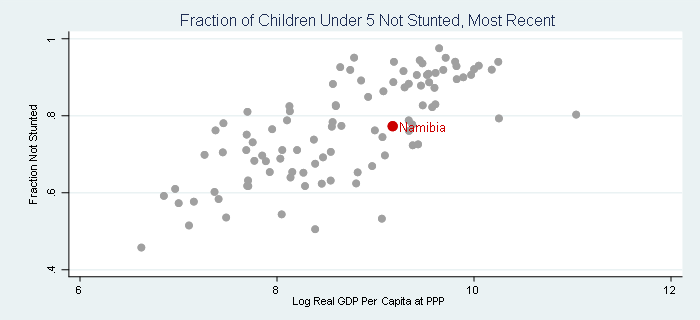 Fraction of Children Under 5 Not Stunted, Most Recent
1
.8
.6
.4
Fraction Not Stunted
Namibia
6
8
10
12
Log Real GDP Per Capita at PPP